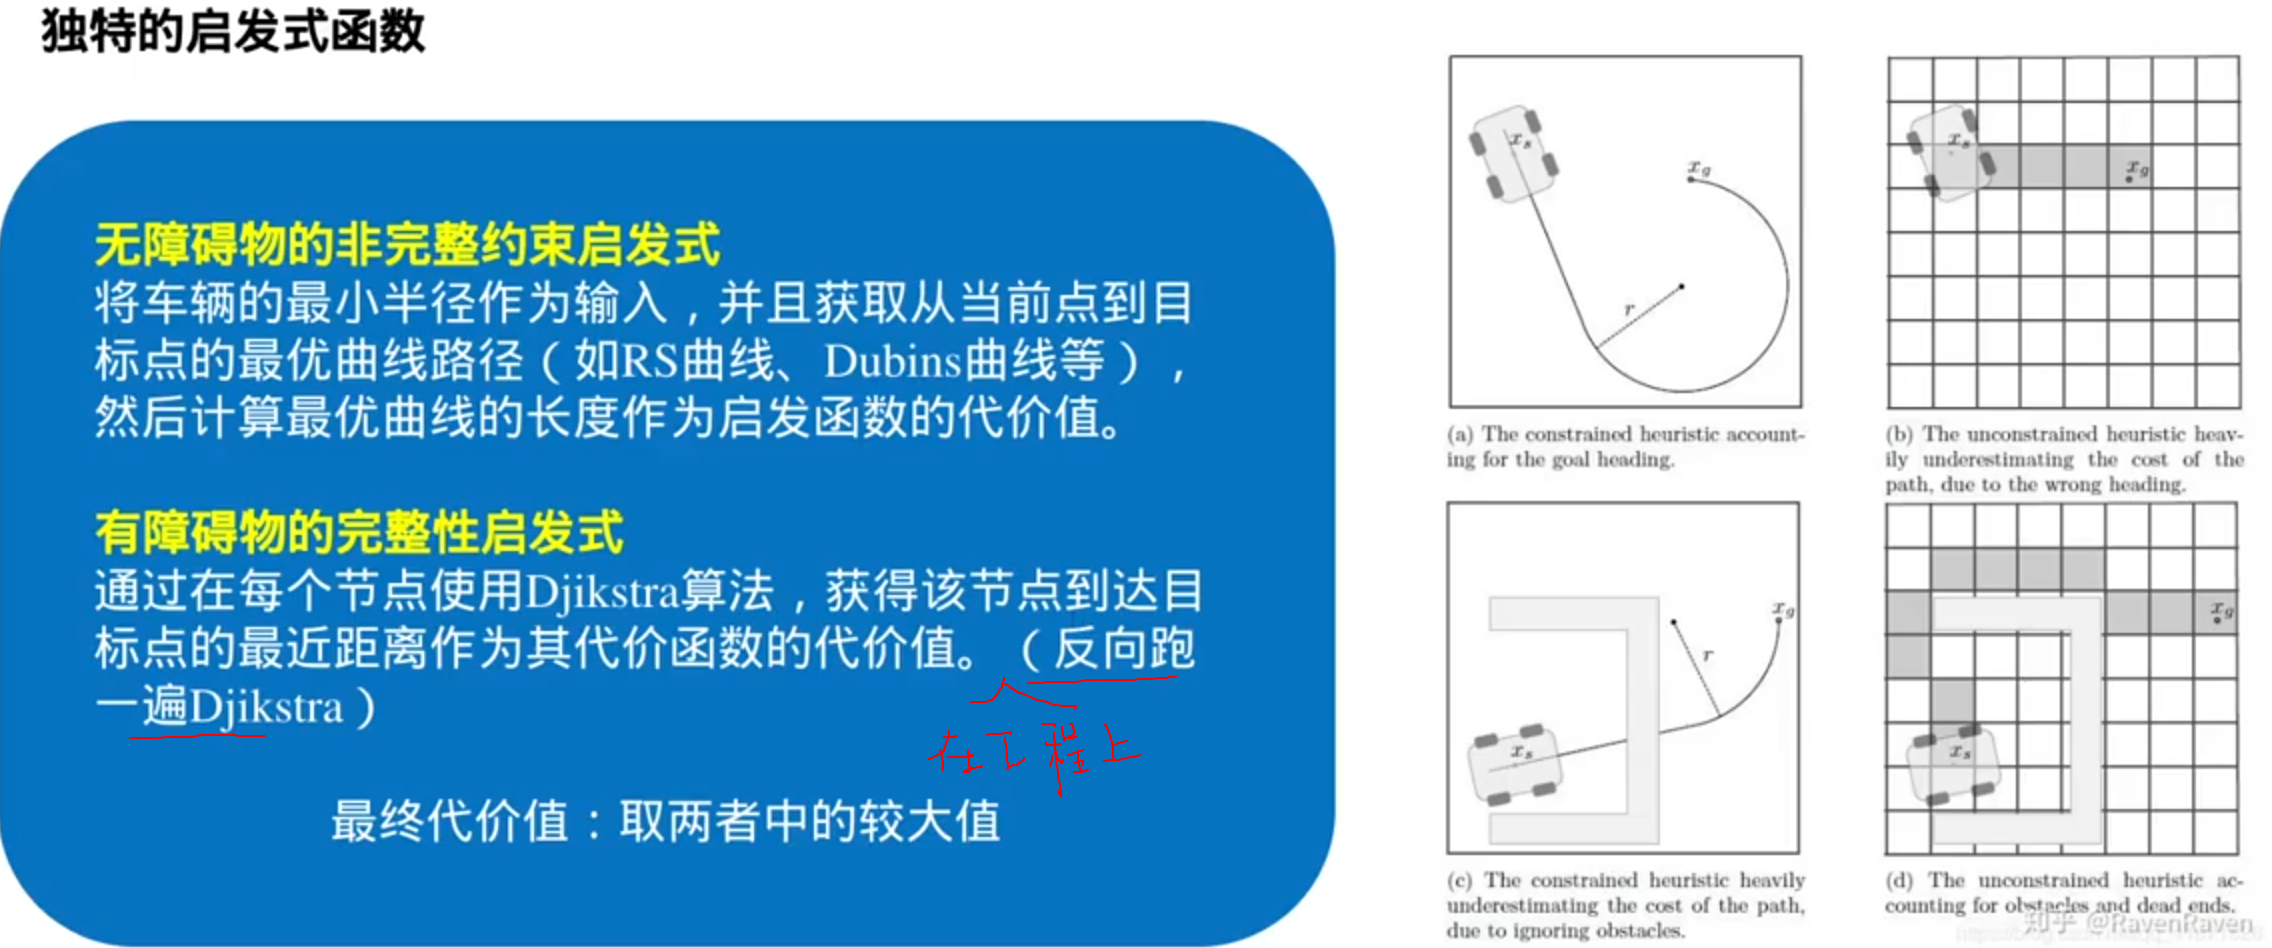 独特的启发式函数
无障碍物的非完整约束启发式
将车辆的最小半径作为输入，并且获取从当前点到目
标点的最优曲线路径（如RS曲线、Dubins曲线等），
然后计算最优曲线的长度作为启发函数的代价值。
有障碍物的完整性启发式
通过在每个节点使用Djikstra算法，获得该节点到达目
标点的最近距离作为其代价函数的代价值。（反向跑
一遍Djikstra）
在工程上
最终代价值：取两者中的较大值
x_s
x_g
r
(a) The constrained heuristic account-
ing for the goal heading.
x_s
x_g
(b) The unconstrained heuristic heav-
ily underestimating the cost of the
path, due to the wrong heading.
x_g
r
x_s
(c) The constrained heuristic heavily
underestimating the cost of the path,
due to ignoring obstacles.
x_g
x_s
(d) The unconstrained heuristic ac-
counting for obstacles and dead ends.
知乎 @RavenRaven